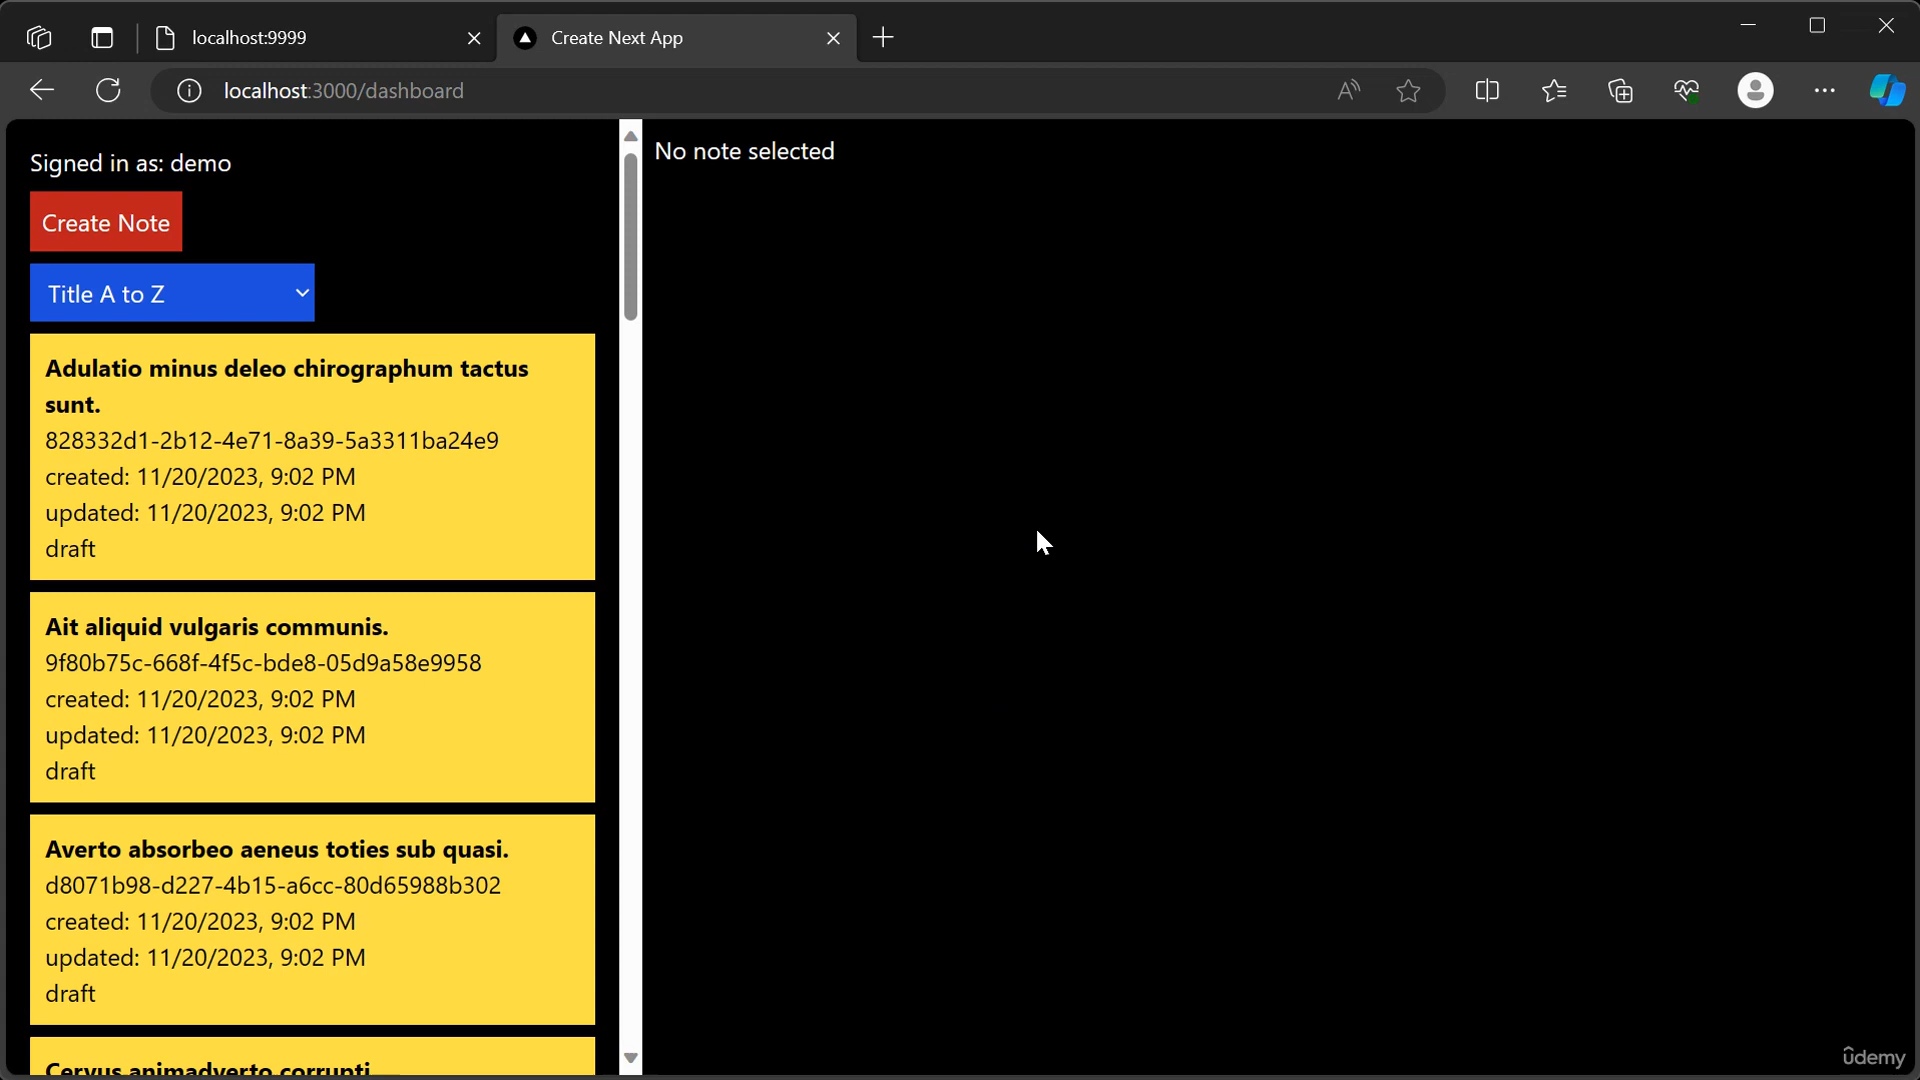 localhost:9999
Create Next App
localhost:3000/dashboard
Signed in as: demo
Create Note
Title A to Z
Adulatio minus deleo chirographum tactus
sunt.
828332d1-2b12-4e71-8a39-5a3311ba24e9
created: 11/20/2023, 9:02 PM
updated: 11/20/2023, 9:02 PM
draft
Ait aliquid vulgaris communis.
9f80b75c-668f-4f5c-bde8-05d9a58e9958
created: 11/20/2023, 9:02 PM
updated: 11/20/2023, 9:02 PM
draft
Averto absorbeo aeneus toties sub quasi.
d8071b98-d227-4b15-a6cc-80d65988b302
created: 11/20/2023, 9:02 PM
updated: 11/20/2023, 9:02 PM
draft
Cervus animadverto corrupti.
No note selected
ûdemy